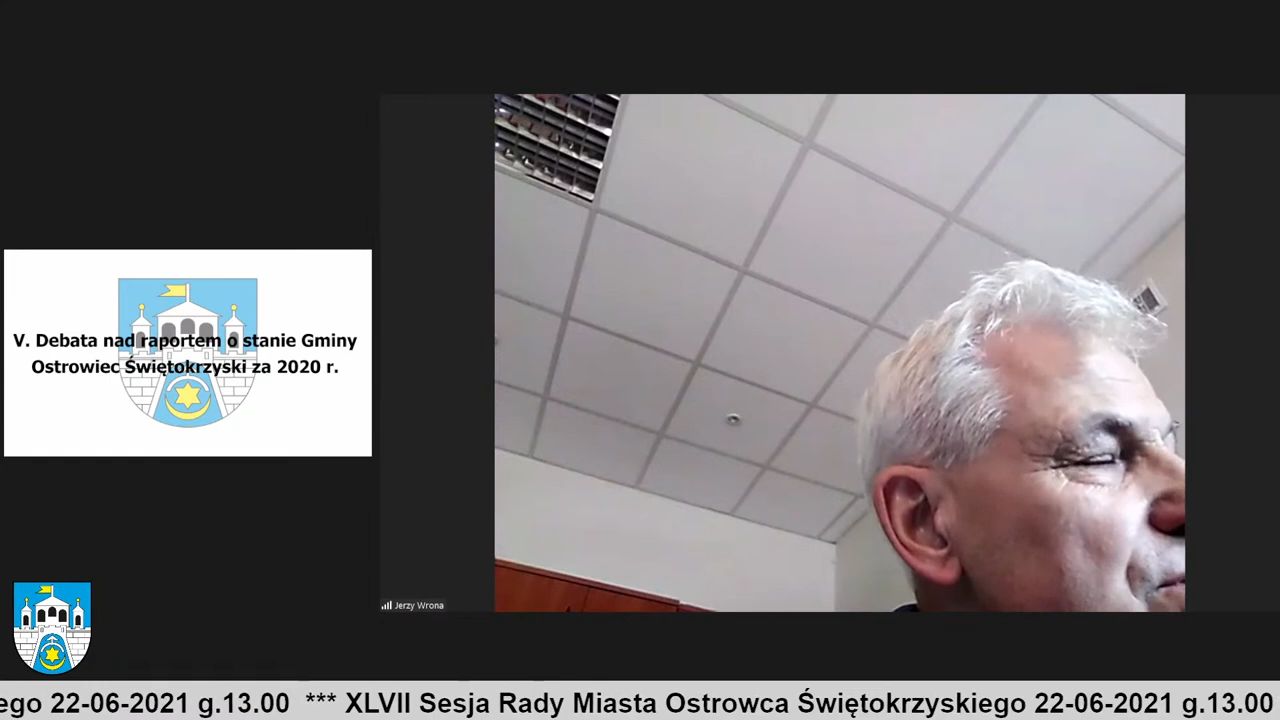 V. Debata nad raportem o stanie Gminy
Ostrowiec Świętokrzyski za 2020 r.
Jerzy Wrona
ego 22-06-2021 g.13.00 *** XLVII Sesja Rady Miasta Ostrowca Świętokrzyskiego 22-06-2021 g.13.00